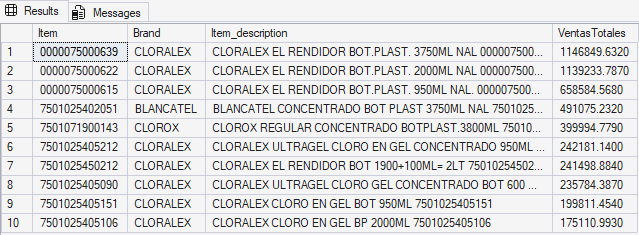 Results Messages
Item Brand Item_description VentasTotales
1 0000075000639 CLORALEX CLORALEX EL RENDIDOR BOT.PLAST. 3750ML NAL 000007500... 1146849.6320
2 0000075000622 CLORALEX CLORALEX EL RENDIDOR BOT.PLAST. 2000ML NAL 000007500... 1139233.7870
3 0000075000615 CLORALEX CLORALEX EL RENDIDOR BOT.PLAST. 950ML NAL. 000007500... 658584.5680
4 7501025402051 BLANCATEL BLANCATEL CONCENTRADO BOT PLAST 3750ML NAL 7501025... 491075.2320
5 7501071900143 CLOROX CLOROX REGULAR CONCENTRADO BOTPLAST.3800ML 75010... 399994.7790
6 7501025405212 CLORALEX CLORALEX ULTRAGEL CLORO EN GEL CONCENTRADO 950ML ... 242181.1400
7 7501025450212 CLORALEX CLORALEX EL RENDIDOR BOT 1900+100ML= 2LT 75010254502... 241498.8840
8 7501025405090 CLORALEX CLORALEX ULTRAGEL CLORO GEL CONCENTRADO BOT 600 ... 235784.3870
9 7501025405151 CLORALEX CLORALEX CLORO EN GEL BOT 950ML 7501025405151 199811.4540
10 7501025405106 CLORALEX CLORALEX CLORO EN GEL BP 2000ML 7501025405106 175110.9930